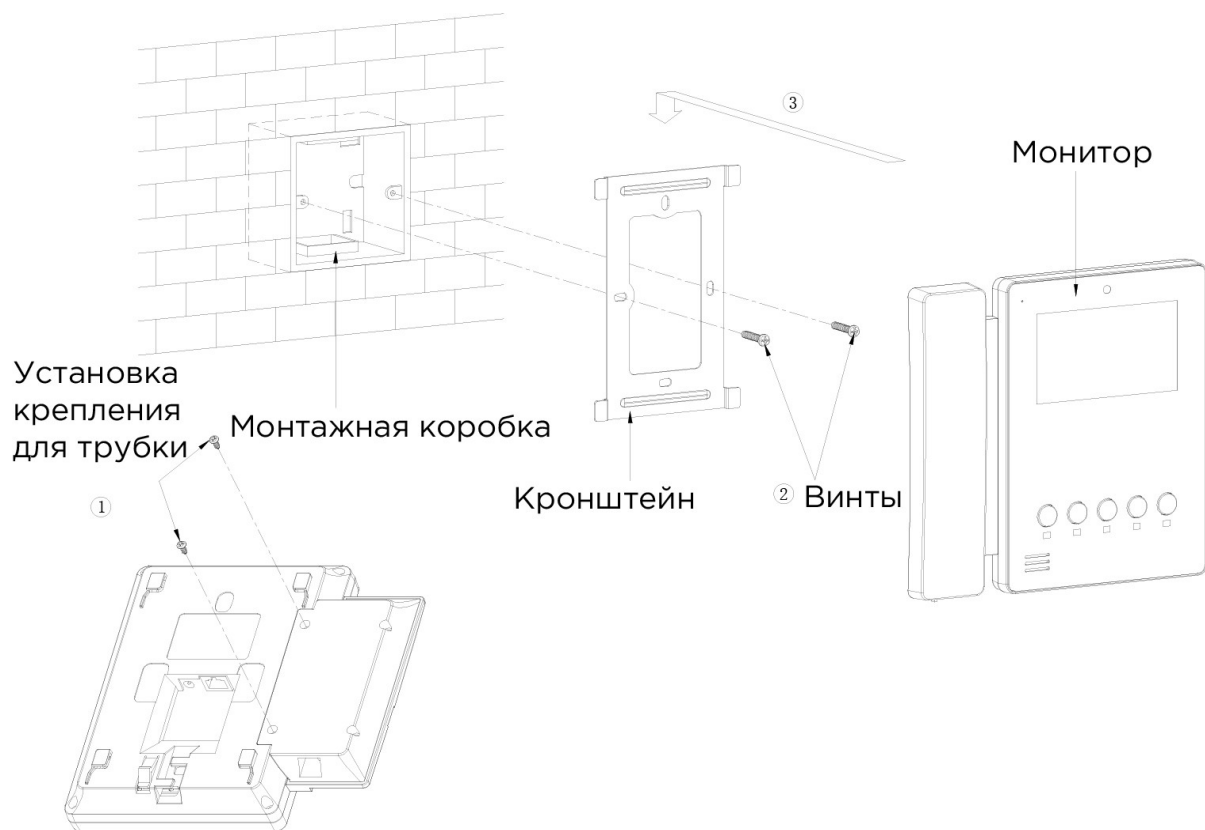 ③
Монитор
Установка
крепления
для трубки
Монтажная коробка
①
Кронштейн
② Винты